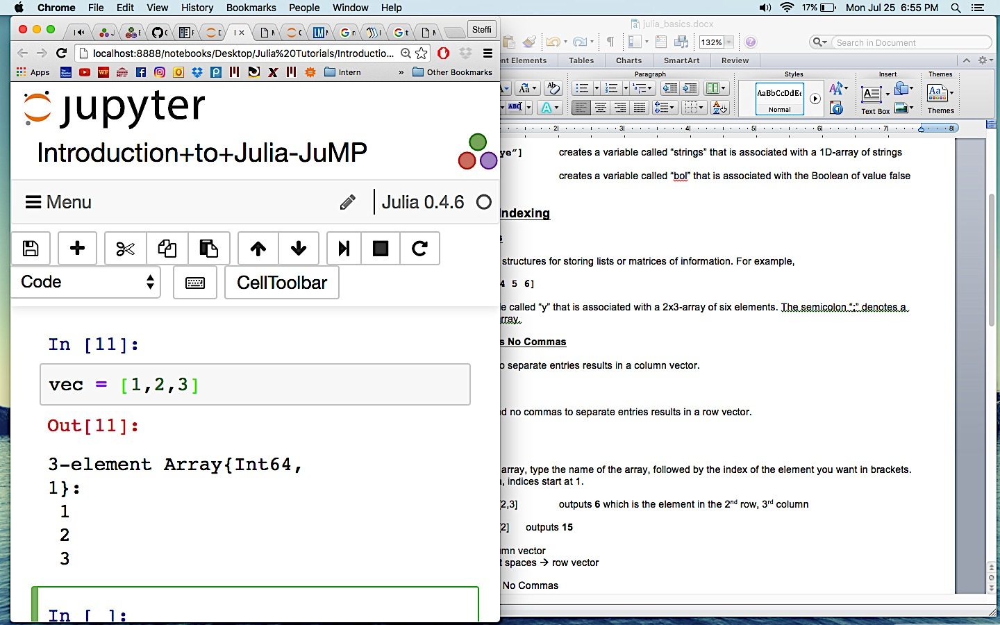 Chrome File Edit View History Bookmarks People Window Help 17% Mon Jul 25 6:55 PM
Steffi
localhost:8888/notebooks/Desktop/Julia%20Tutorials/Introductio...
Apps Intern » Other Bookmarks
jupyter
Introduction+to+Julia-JuMP
Menu Julia 0.4.6
Code CellToolbar
In [11]:
vec = [1,2,3]
Out[11]:
3-element Array{Int64,
1}:
1
2
3
In [ ]:
julia_basics.docx
132% Search in Document
nt Elements Tables Charts SmartArt Review
Paragraph Styles Insert Themes
AaBbCcDdEe
Normal Text Box Themes
2 3 4 5 6 7 8
ye"] creates a variable called “strings” that is associated with a 1D-array of strings
creates a variable called “bol” that is associated with the Boolean of value false
Indexing
s
structures for storing lists or matrices of information. For example,
4 5 6]
e called “y” that is associated with a 2x3-array of six elements. The semicolon “;” denotes a
rray.
s No Commas
o separate entries results in a column vector.
d no commas to separate entries results in a row vector.
array, type the name of the array, followed by the index of the element you want in brackets.
, indices start at 1.
2,3] outputs 6 which is the element in the 2nd row, 3rd column
2] outputs 15
mn vector
t spaces → row vector
No Commas